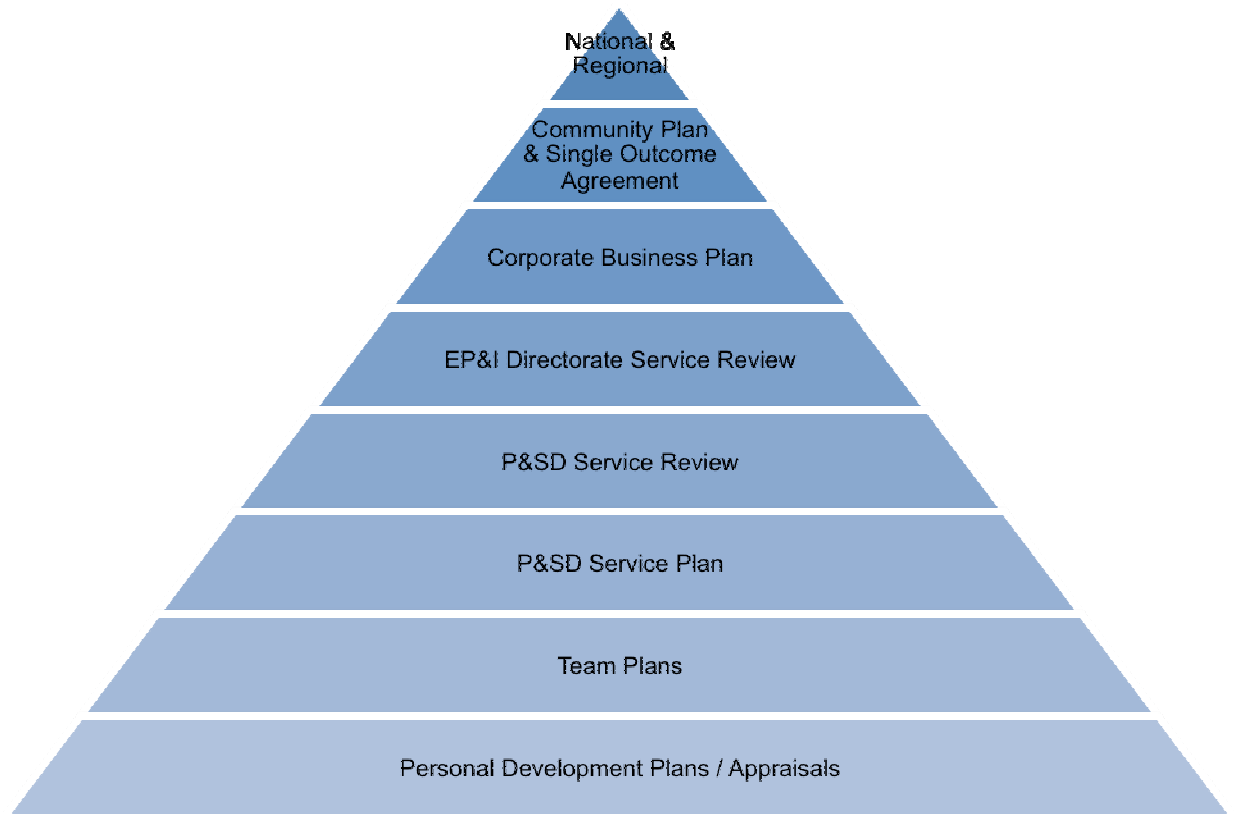 National &
Regional
Community Plan
& Single Outcome
Agreement
Corporate Business Plan
EP&I Directorate Service Review
P&SD Service Review
P&SD Service Plan
Team Plans
Personal Development Plans / Appraisals